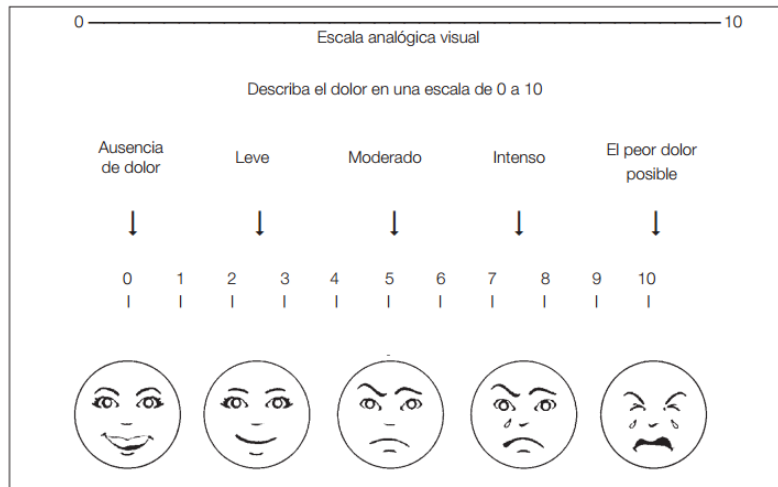 0 10
Escala analógica visual
Describa el dolor en una escala de 0 a 10
Ausencia
de dolor
Leve
Moderado
Intenso
El peor dolor
posible
0 1 2 3 4 5 6 7 8 9 10